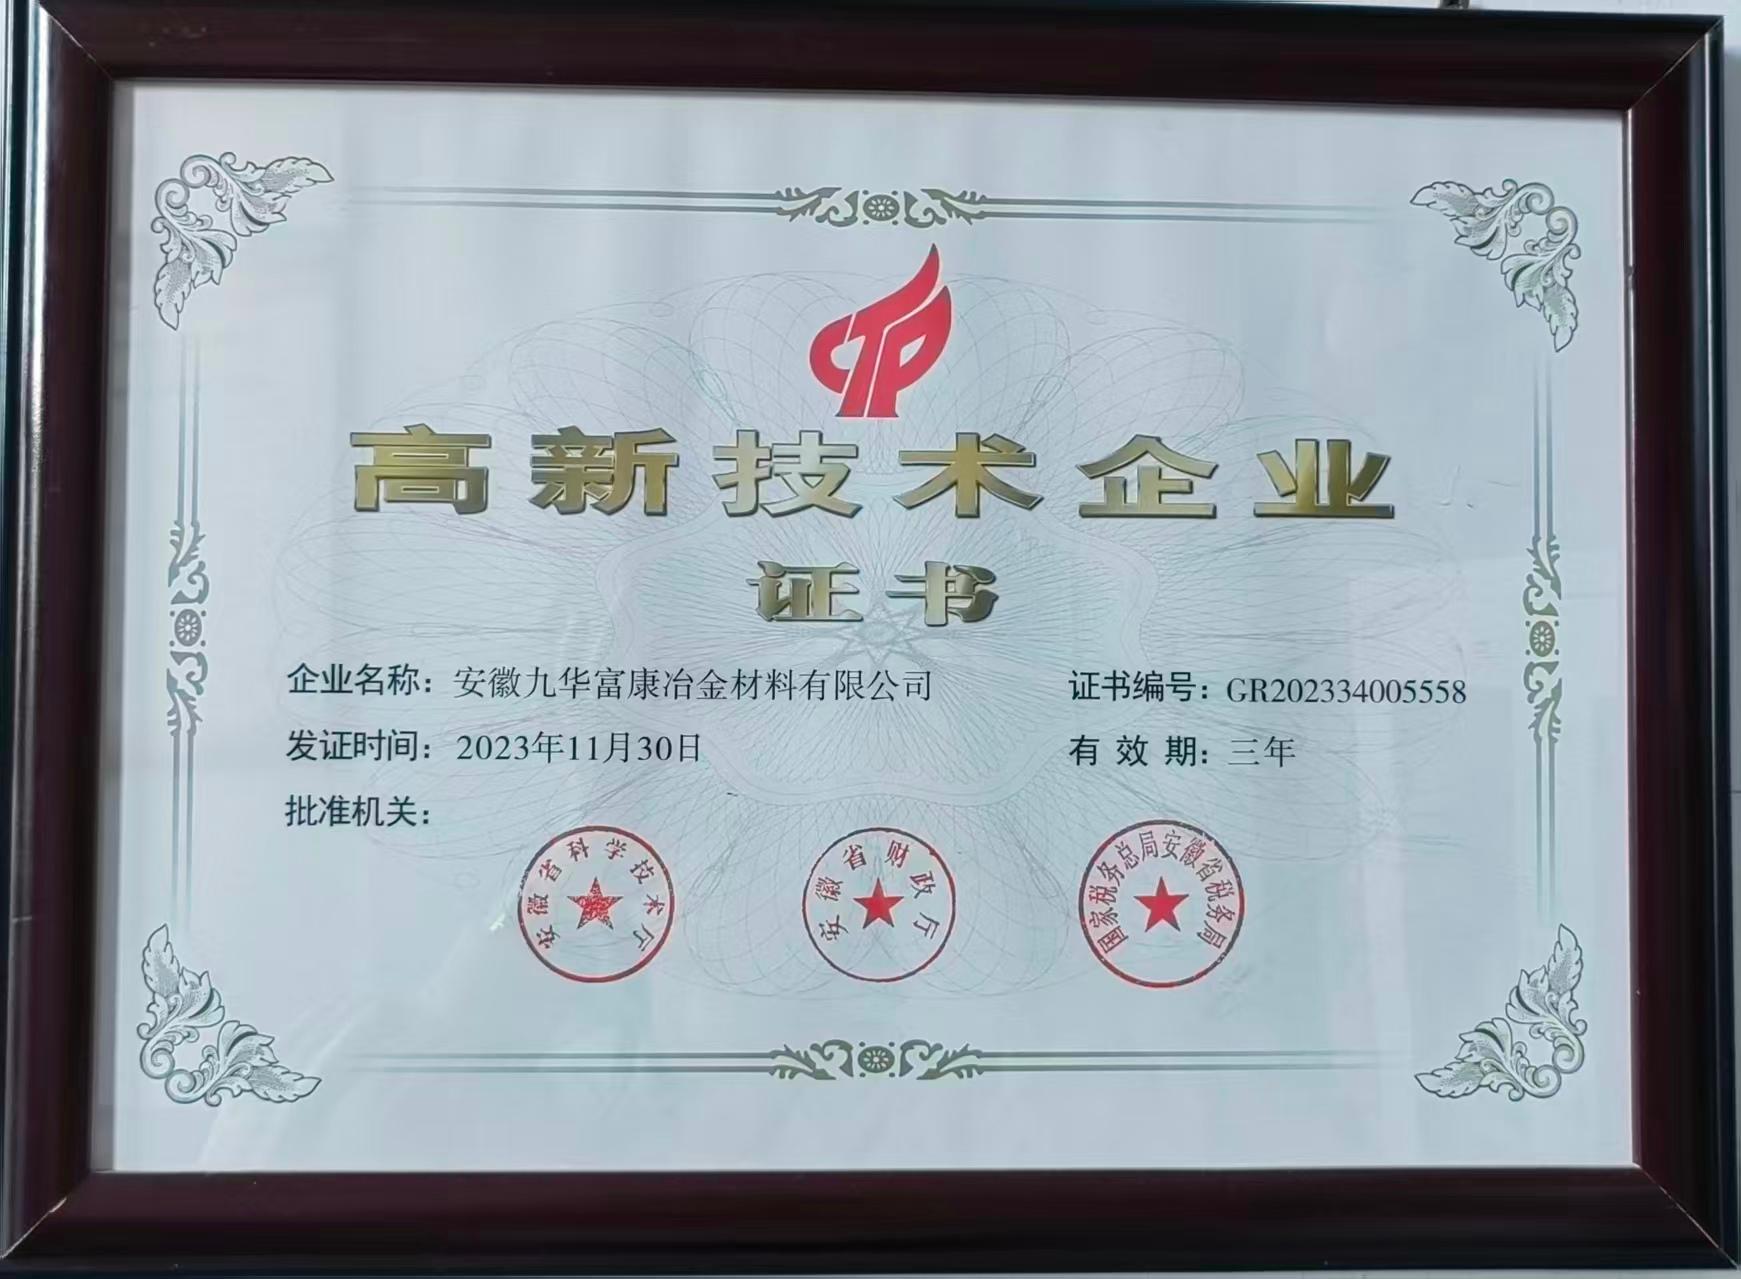 高新技术企业
证书
企业名称：安徽九华富康冶金材料有限公司
证书编号：GR202334005558
发证时间：2023年11月30日
有 效 期：三年
批准机关：
安徽省科学技术厅
安徽省财政厅
国家税务总局安徽省税务局